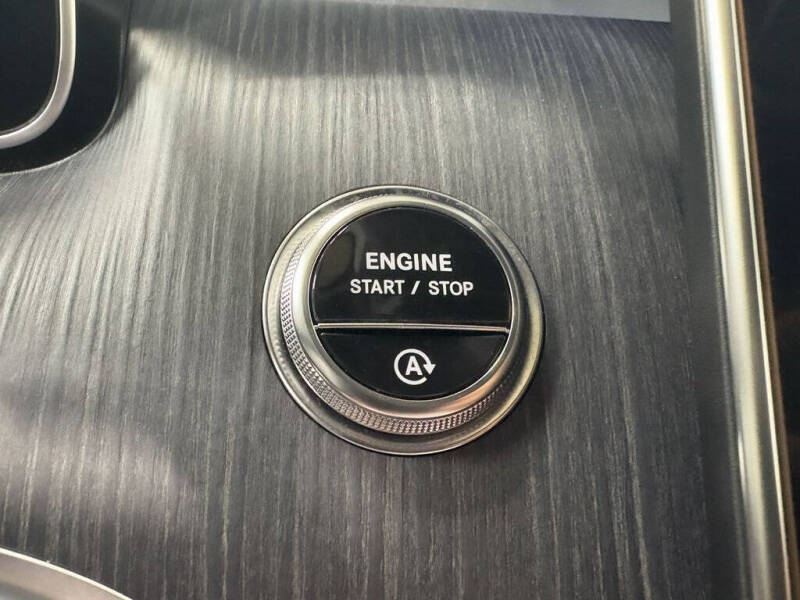 ENGINE
START / STOP
A